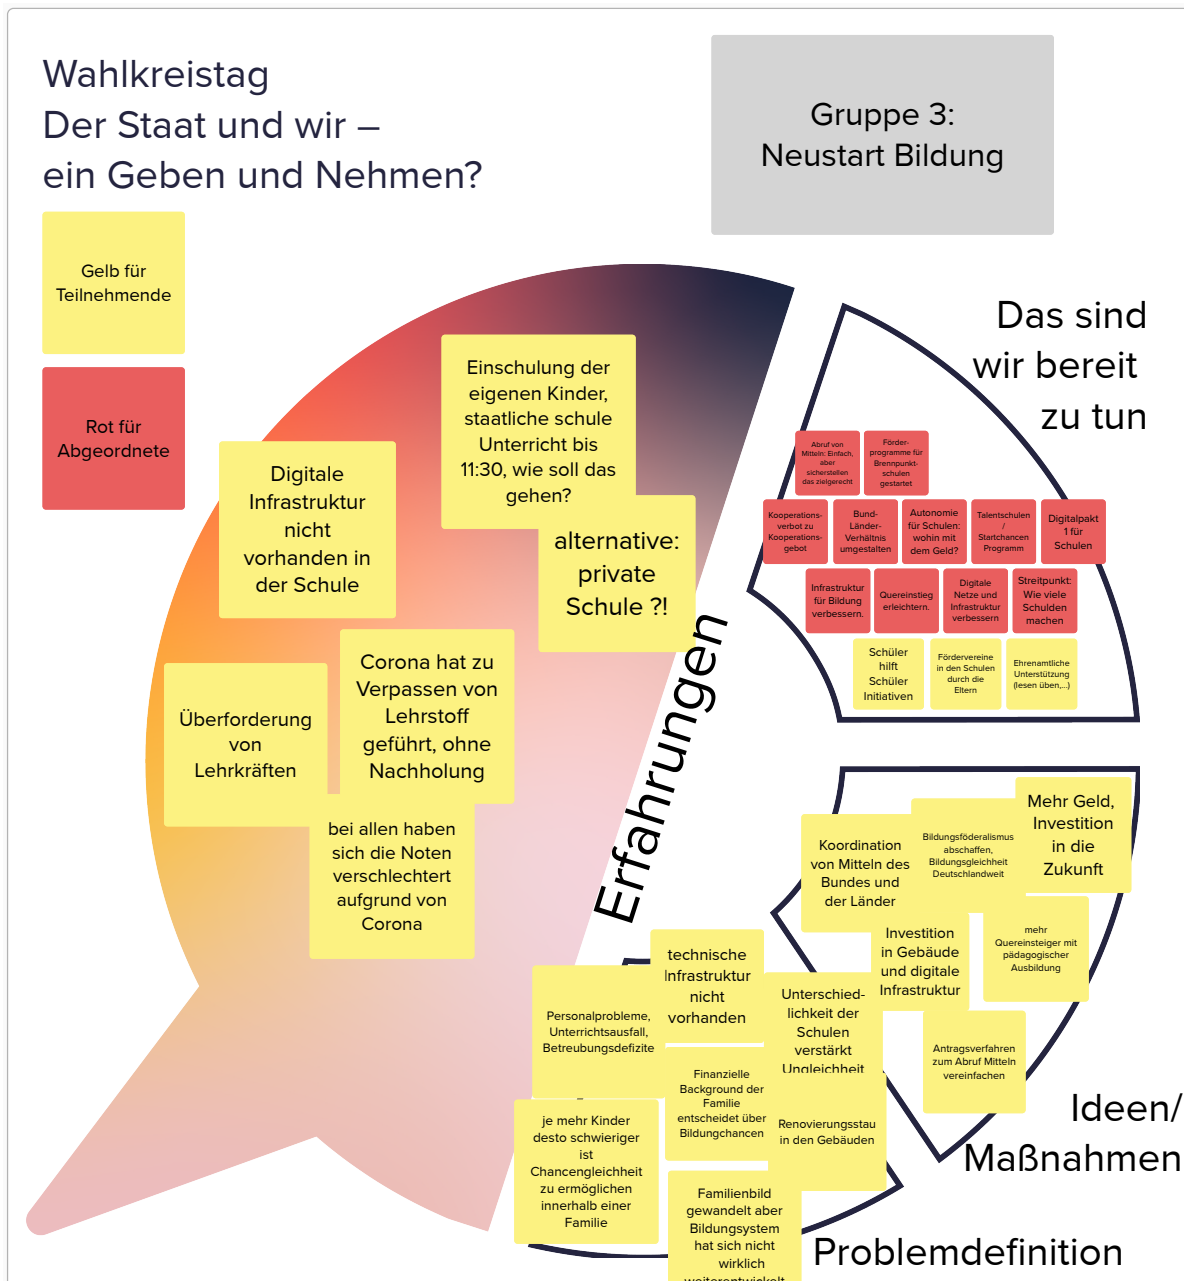 Wahlkreistag
Der Staat und wir –
ein Geben und Nehmen?
Gruppe 3:
Neustart Bildung
Gelb für
Teilnehmende
Rot für
Abgeordnete
Einschulung der
eigenen Kinder,
staatliche schule
Unterricht bis
11:30, wie soll das
gehen?
alternative:
private
Schule ?!
Digitale
Infrastruktur
nicht
vorhanden in
der Schule
Corona hat zu
Verpassen von
Lehrstoff
geführt, ohne
Nachholung
Überforderung
von
Lehrkräften
bei allen haben
sich die Noten
verschlechtert
aufgrund von
Corona
Erfahrungen
Das sind
wir bereit
zu tun
Abruf von
Mitteln: Einfach,
aber
sicherstellen
das zielgerecht
Förder-
programme für
Brennpunkt-
schulen
gestartet
Kooperations-
verbot zu
Kooperations-
gebot
Bund-
Länder-
Verhältnis
umgestalten
Autonomie
für Schulen:
wohin mit
dem Geld?
Talentschulen
/
Startchancen
Programm
Digitalpakt
1 für
Schulen
Infrastruktur
für Bildung
verbessern.
Quereinstieg
erleichtern.
Digitale
Netze und
Infrastruktur
verbessern
Streitpunkt:
Wie viele
Schulden
machen
Schüler
hilft
Schüler
Initiativen
Fördervereine
in den Schulen
durch die
Eltern
Ehrenamtliche
Unterstützung
(lesen üben,...)
Mehr Geld,
Investition
in die
Zukunft
Bildungsföderalismus
abschaffen,
Bildungsgleichheit
Deutschlandweit
Koordination
von Mitteln des
Bundes und
der Länder
Investition
in Gebäude
und digitale
Infrastruktur
mehr
Quereinsteiger mit
pädagogischer
Ausbildung
Antragsverfahren
zum Abruf Mitteln
vereinfachen
Ideen/
Maßnahmen
technische
Infrastruktur
nicht
vorhanden
Personalprobleme,
Unterrichtsausfall,
Betreubungsdefizite
Unterschied-
lichkeit der
Schulen
verstärkt
Ungleichheit
Finanzielle
Background der
Familie
entscheidet über
Bildungchancen
Renovierungsstau
in den Gebäuden
je mehr Kinder
desto schwieriger
ist
Chancengleichheit
zu ermöglichen
innerhalb einer
Familie
Familienbild
gewandelt aber
Bildungsystem
hat sich nicht
wirklich
weiterentwickelt
Problemdefinition